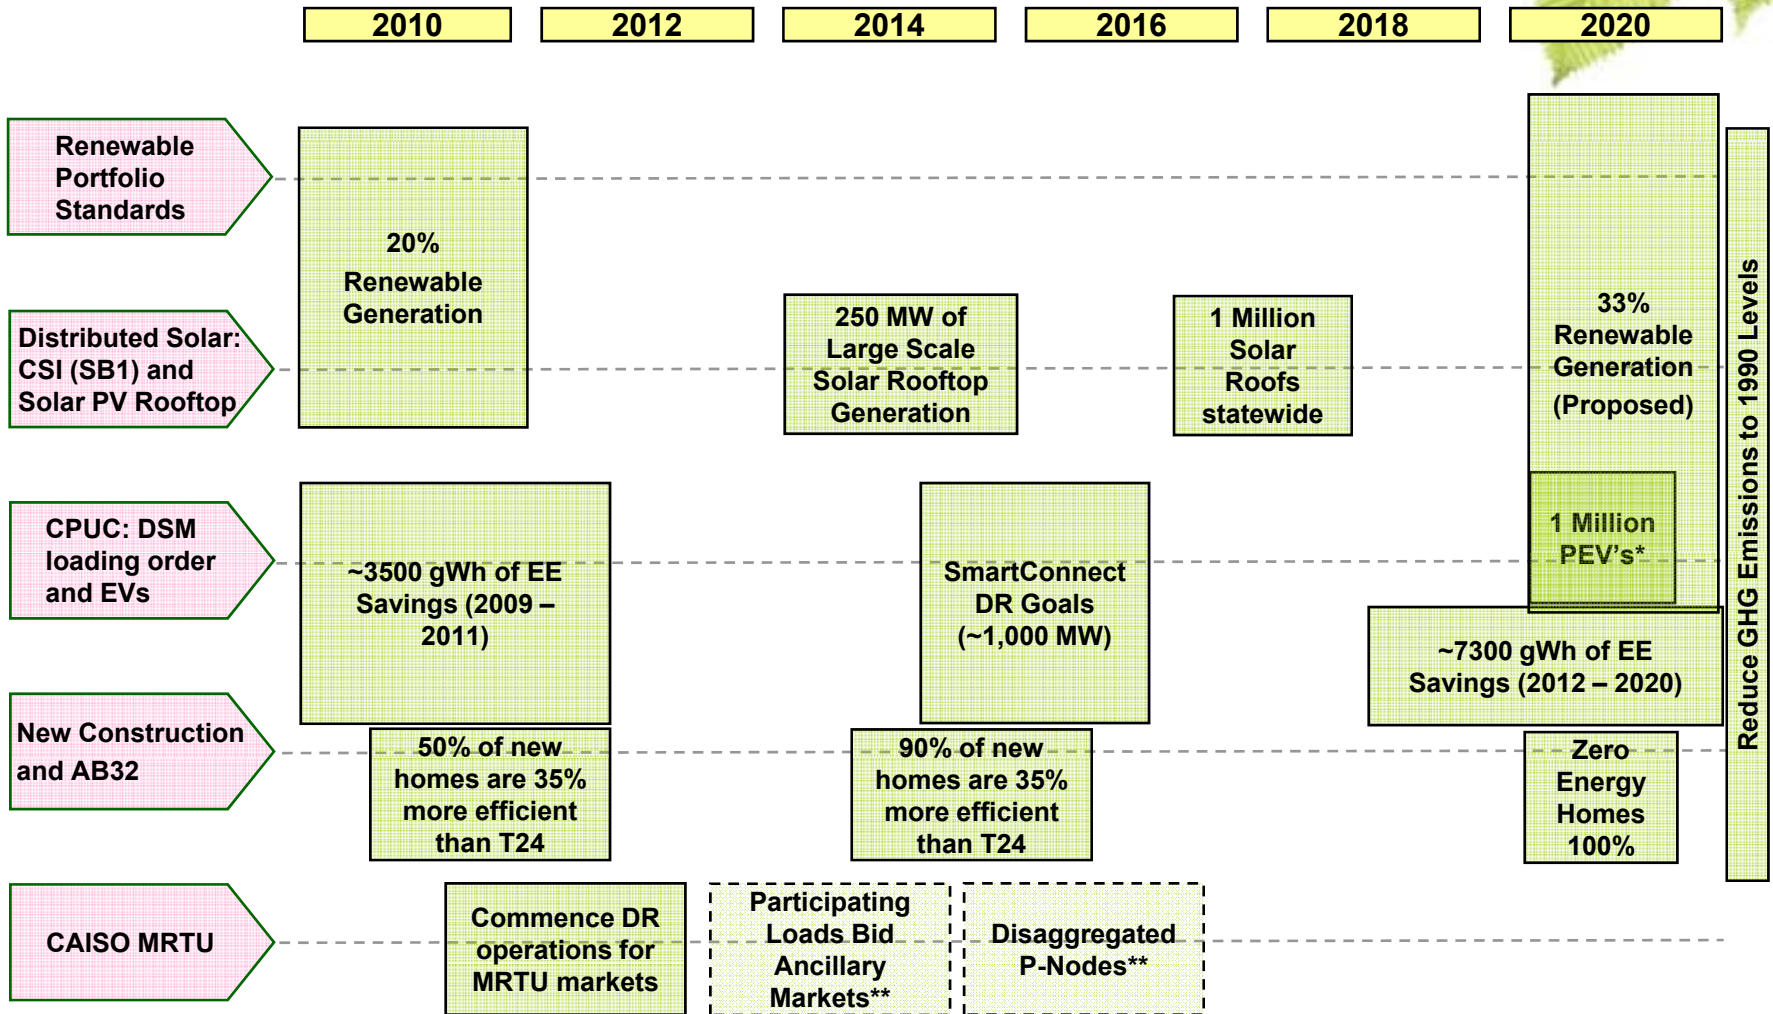 2010
2012
2014
2016
2018
2020
Renewable
Portfolio
Standards
20%
Renewable
Generation
33%
Renewable
Generation
(Proposed)
Reduce GHG Emissions to 1990 Levels
Distributed Solar:
CSI (SB1) and
Solar PV Rooftop
250 MW of
Large Scale
Solar Rooftop
Generation
1 Million
Solar
Roofs
statewide
CPUC: DSM
loading order
and EVs
~3500 gWh of EE
Savings (2009 –
2011)
SmartConnect
DR Goals
(~1,000 MW)
1 Million
PEV's*
~7300 gWh of EE
Savings (2012 – 2020)
New Construction
and AB32
50% of new
homes are 35%
more efficient
than T24
90% of new
homes are 35%
more efficient
than T24
Zero
Energy
Homes
100%
CAISO MRTU
Commence DR
operations for
MRTU markets
Participating
Loads Bid
Ancillary
Markets**
Disaggregated
P-Nodes**